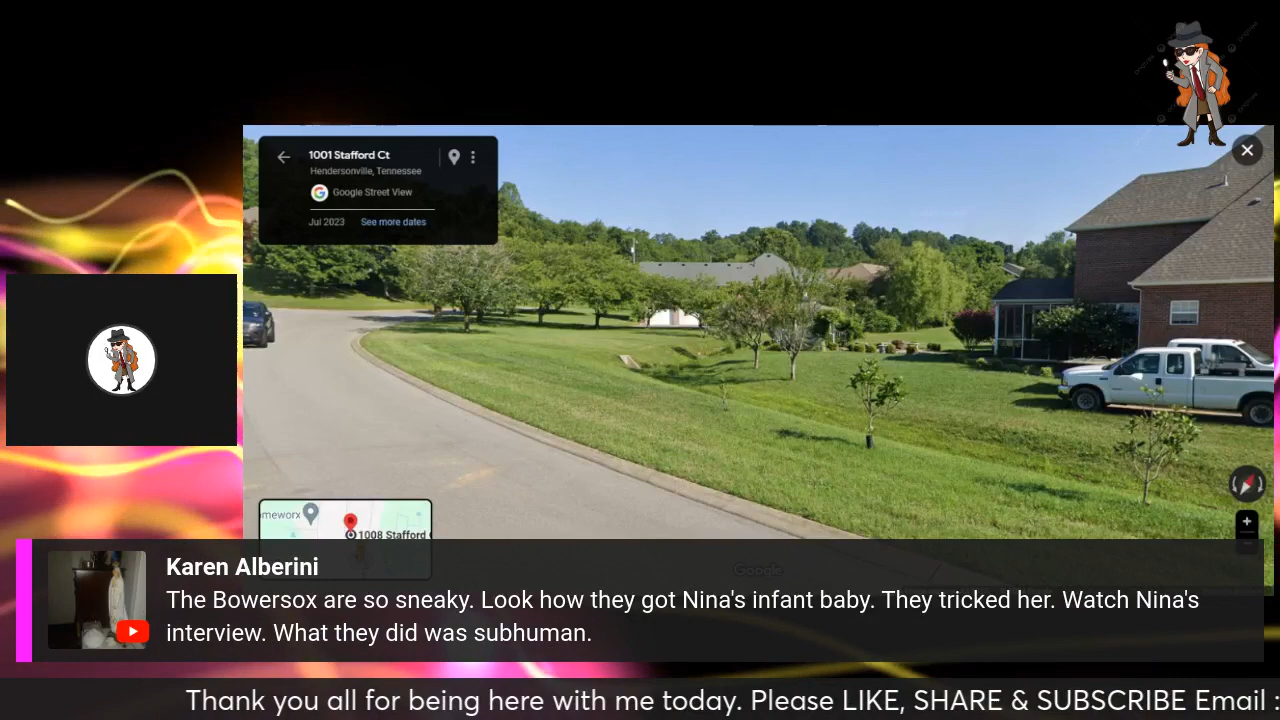 1001 Stafford Ct
Hendersonville, Tennessee
Google Street View
Jul 2023 See more dates
meworx
1008 Stafford
Google
Karen Alberini
The Bowersox are so sneaky. Look how they got Nina's infant baby. They tricked her. Watch Nina's
interview. What they did was subhuman.
Thank you all for being here with me today. Please LIKE, SHARE & SUBSCRIBE Email :